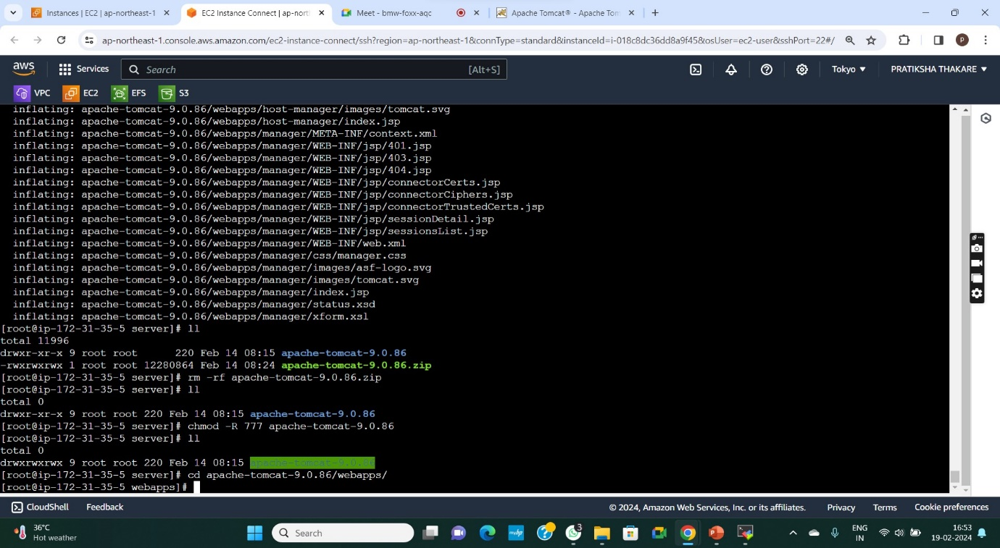 Instances | EC2 | ap-northeast-1
EC2 Instance Connect | ap-nort
Meet - bmw-foxx-aqc
Apache Tomcat® - Apache Tom
ap-northeast-1.console.aws.amazon.com/ec2-instance-connect/ssh?region=ap-northeast-1&connType=standard&instanceId=i-018c8dc36dd8a9f45&osUser=ec2-user&sshPort=22#/
P
aws
Services
Search
[Alt+S]
Tokyo
PRATIKSHA THAKARE
VPC
EC2
EFS
S3
inflating: apache-tomcat-9.0.86/webapps/host-manager/images/tomcat.svg
inflating: apache-tomcat-9.0.86/webapps/host-manager/index.jsp
inflating: apache-tomcat-9.0.86/webapps/manager/META-INF/context.xml
inflating: apache-tomcat-9.0.86/webapps/manager/WEB-INF/jsp/401.jsp
inflating: apache-tomcat-9.0.86/webapps/manager/WEB-INF/jsp/403.jsp
inflating: apache-tomcat-9.0.86/webapps/manager/WEB-INF/jsp/404.jsp
inflating: apache-tomcat-9.0.86/webapps/manager/WEB-INF/jsp/connectorCerts.jsp
inflating: apache-tomcat-9.0.86/webapps/manager/WEB-INF/jsp/connectorCiphers.jsp
inflating: apache-tomcat-9.0.86/webapps/manager/WEB-INF/jsp/connectorTrustedCerts.jsp
inflating: apache-tomcat-9.0.86/webapps/manager/WEB-INF/jsp/sessionDetail.jsp
inflating: apache-tomcat-9.0.86/webapps/manager/WEB-INF/jsp/sessionsList.jsp
inflating: apache-tomcat-9.0.86/webapps/manager/WEB-INF/web.xml
inflating: apache-tomcat-9.0.86/webapps/manager/css/manager.css
inflating: apache-tomcat-9.0.86/webapps/manager/images/asf-logo.svg
inflating: apache-tomcat-9.0.86/webapps/manager/images/tomcat.svg
inflating: apache-tomcat-9.0.86/webapps/manager/index.jsp
inflating: apache-tomcat-9.0.86/webapps/manager/status.xsd
inflating: apache-tomcat-9.0.86/webapps/manager/xform.xsl
[root@ip-172-31-35-5 server]# ll
total 11996
drwxr-xr-x 9 root root      220 Feb 14 08:15 apache-tomcat-9.0.86
-rwxrwxrwx 1 root root 12280864 Feb 14 08:24 apache-tomcat-9.0.86.zip
[root@ip-172-31-35-5 server]# rm -rf apache-tomcat-9.0.86.zip
[root@ip-172-31-35-5 server]# ll
total 0
drwxr-xr-x 9 root root 220 Feb 14 08:15 apache-tomcat-9.0.86
[root@ip-172-31-35-5 server]# chmod -R 777 apache-tomcat-9.0.86
[root@ip-172-31-35-5 server]# ll
total 0
drwxrwxrwx 9 root root 220 Feb 14 08:15 apache-tomcat-9.0.86
[root@ip-172-31-35-5 server]# cd apache-tomcat-9.0.86/webapps/
[root@ip-172-31-35-5 webapps]#
CloudShell
Feedback
© 2024, Amazon Web Services, Inc. or its affiliates.
Privacy
Terms
Cookie preferences
36°C
Hot weather
Search
myhp
3
ENG
IN
16:53
19-02-2024